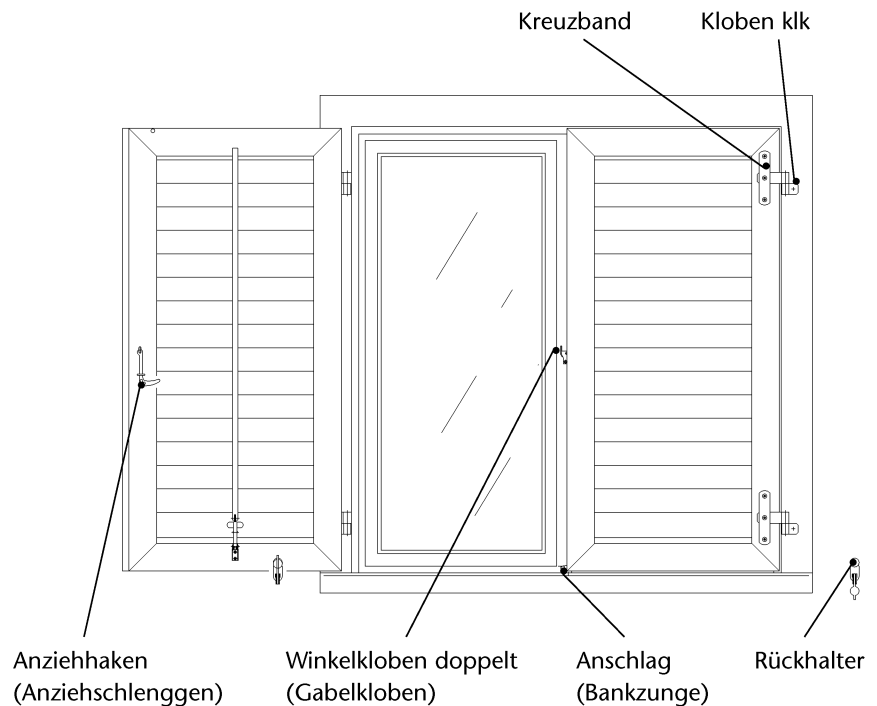 Kreuzband
Kloben klk
Anziehhaken
(Anziehschlenggen)
Winkelkloben doppelt
(Gabelkloben)
Anschlag
(Bankzunge)
Rückhalter